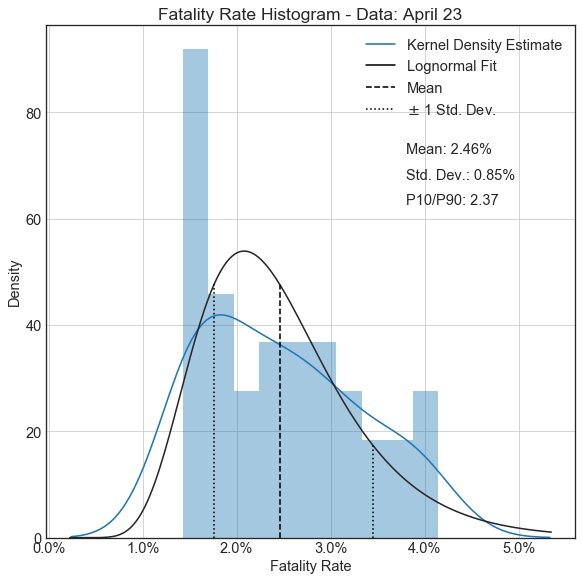 Fatality Rate Histogram - Data: April 23
Kernel Density Estimate
Lognormal Fit
Mean
± 1 Std. Dev.
Mean: 2.46%
Std. Dev.: 0.85%
P10/P90: 2.37
Density
80
60
40
20
0
0.0% 1.0% 2.0% 3.0% 4.0% 5.0%
Fatality Rate